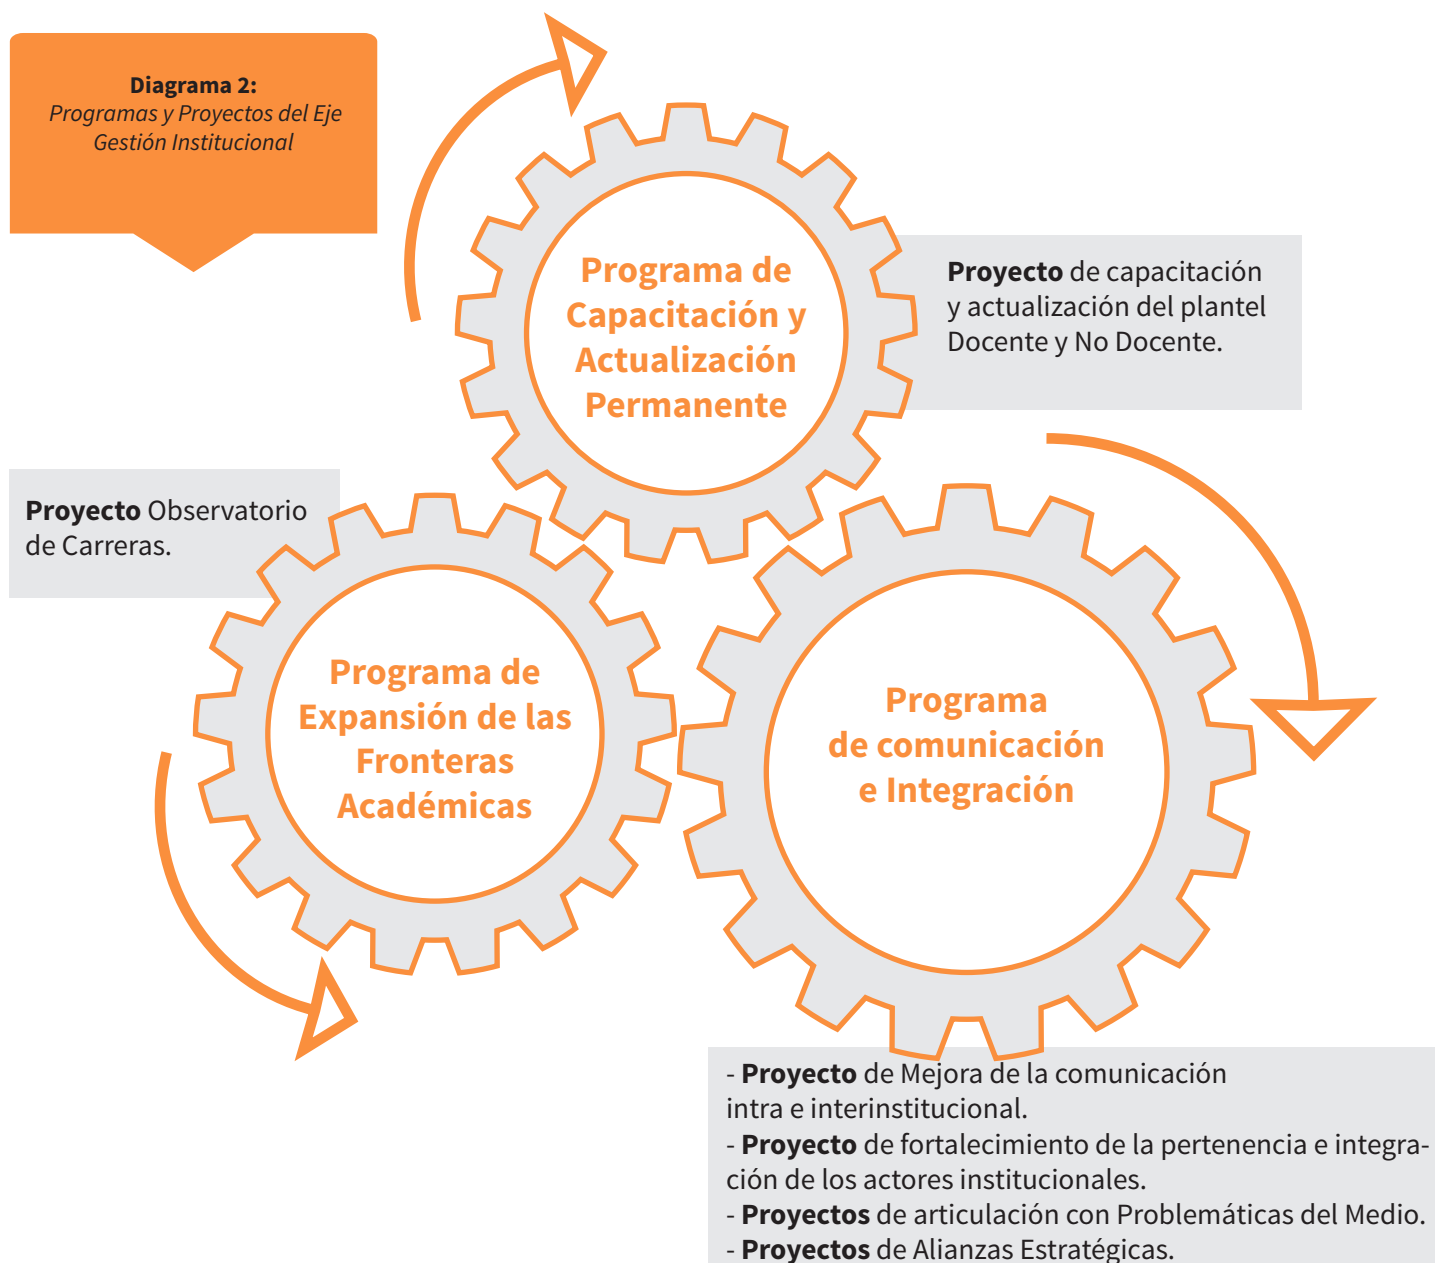 Diagrama 2:
Programas y Proyectos del Eje
Gestión Institucional
Programa de
Capacitación y
Actualización
Permanente
Proyecto de capacitación
y actualización del plantel
Docente y No Docente.
Proyecto Observatorio
de Carreras.
Programa de
Expansión de las
Fronteras
Académicas
Programa
de comunicación
e Integración
- Proyecto de Mejora de la comunicación
intra e interinstitucional.
- Proyecto de fortalecimiento de la pertenencia e integra-
ción de los actores institucionales.
- Proyectos de articulación con Problemáticas del Medio.
- Proyectos de Alianzas Estratégicas.